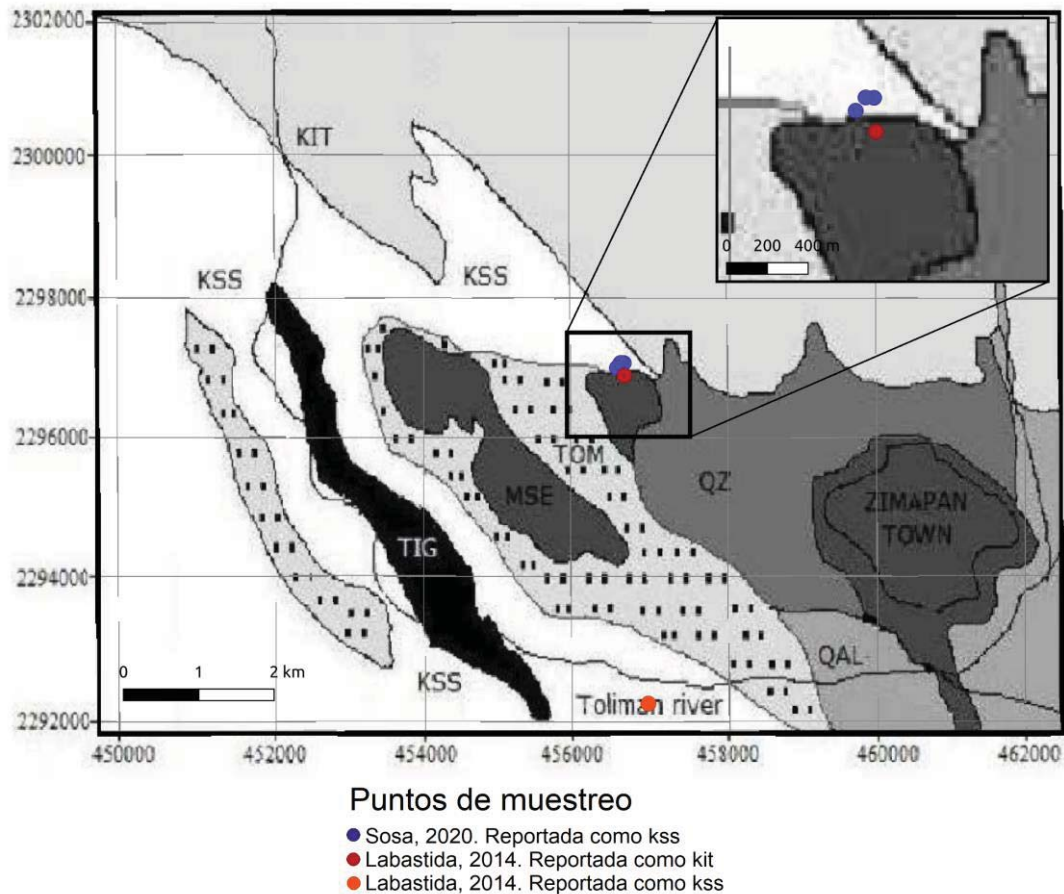 2302000
2300000
2298000
2296000
2294000
2292000
450000
452000
454000
456000
458000
460000
462000
KIT
KSS
KSS
0 200 400 m
TOM
MSE
QZ
ZIMAPAN
TOWN
TIG
0 1 2 km
KSS
QAL
Toliman river
Puntos de muestreo
Sosa, 2020. Reportada como kss
Labastida, 2014. Reportada como kit
Labastida, 2014. Reportada como kss